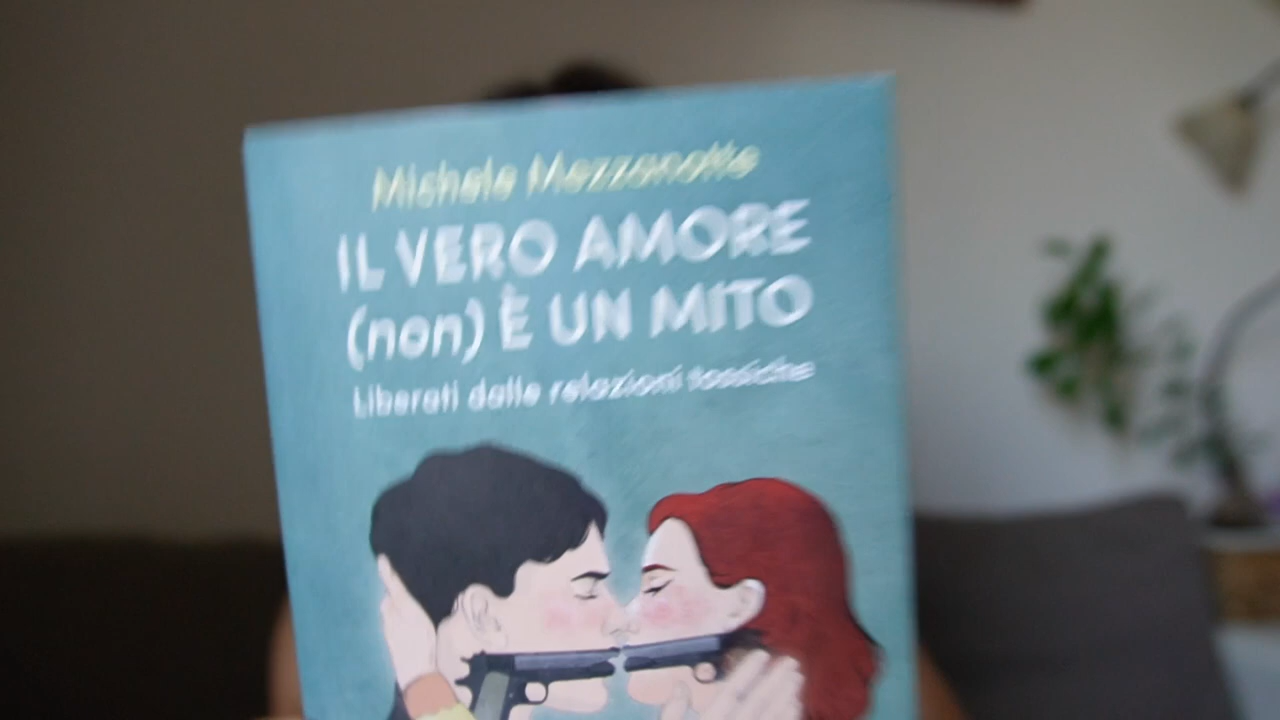 Michele Mezzanotte
IL VERO AMORE
(non) È UN MITO
Liberati dalle relazioni tossiche